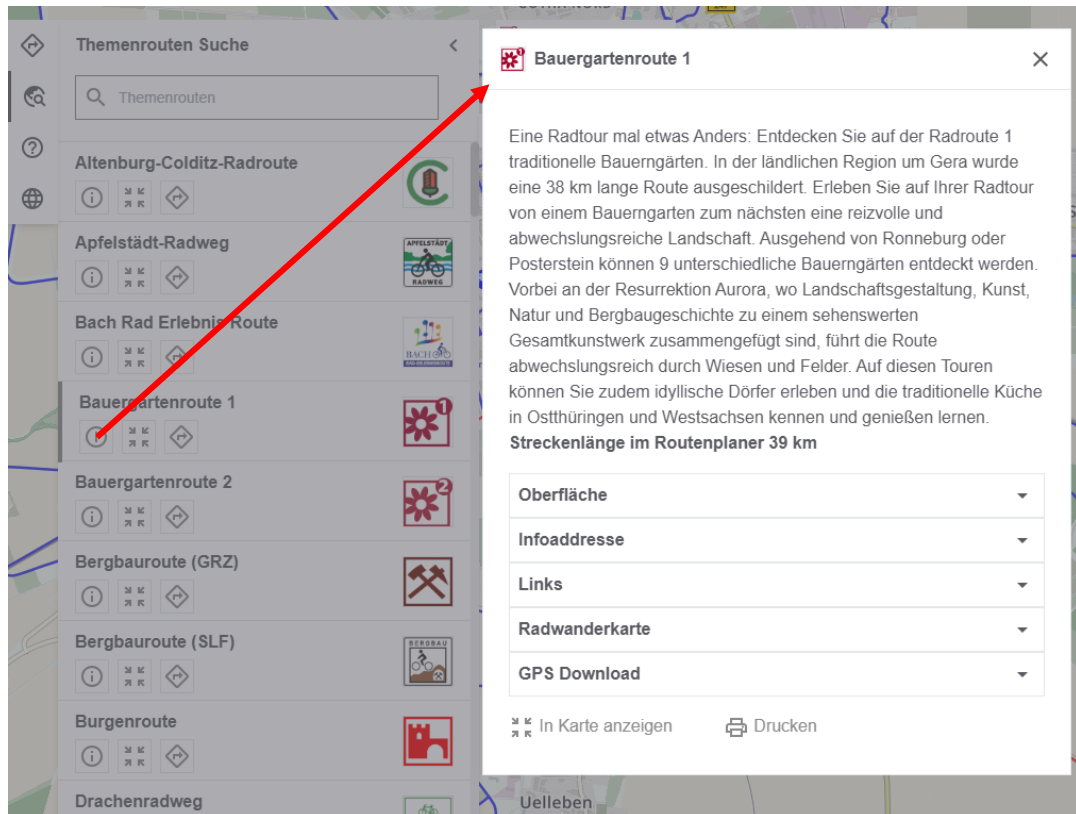 Themenrouten Suche
Themenrouten
Altenburg-Colditz-Radroute
Apfelstädt-Radweg
APFELSTÄDT
RADWEG
Bach Rad Erlebnis Route
BACH
Bauergartenroute 1
1
Bauergartenroute 2
2
Bergbauroute (GRZ)
Bergbauroute (SLF)
BERGBAU
Burgenroute
Drachenradweg
Bauergartenroute 1
Eine Radtour mal etwas Anders: Entdecken Sie auf der Radroute 1
traditionelle Bauerngärten. In der ländlichen Region um Gera wurde
eine 38 km lange Route ausgeschildert. Erleben Sie auf Ihrer Radtour
von einem Bauerngarten zum nächsten eine reizvolle und
abwechslungsreiche Landschaft. Ausgehend von Ronneburg oder
Posterstein können 9 unterschiedliche Bauerngärten entdeckt werden.
Vorbei an der Resurrektion Aurora, wo Landschaftsgestaltung, Kunst,
Natur und Bergbaugeschichte zu einem sehenswerten
Gesamtkunstwerk zusammengefügt sind, führt die Route
abwechslungsreich durch Wiesen und Felder. Auf diesen Touren
können Sie zudem idyllische Dörfer erleben und die traditionelle Küche
in Ostthüringen und Westsachsen kennen und genießen lernen.
Streckenlänge im Routenplaner 39 km
Oberfläche
Infoaddresse
Links
Radwanderkarte
GPS Download
In Karte anzeigen
Drucken
Uelleben